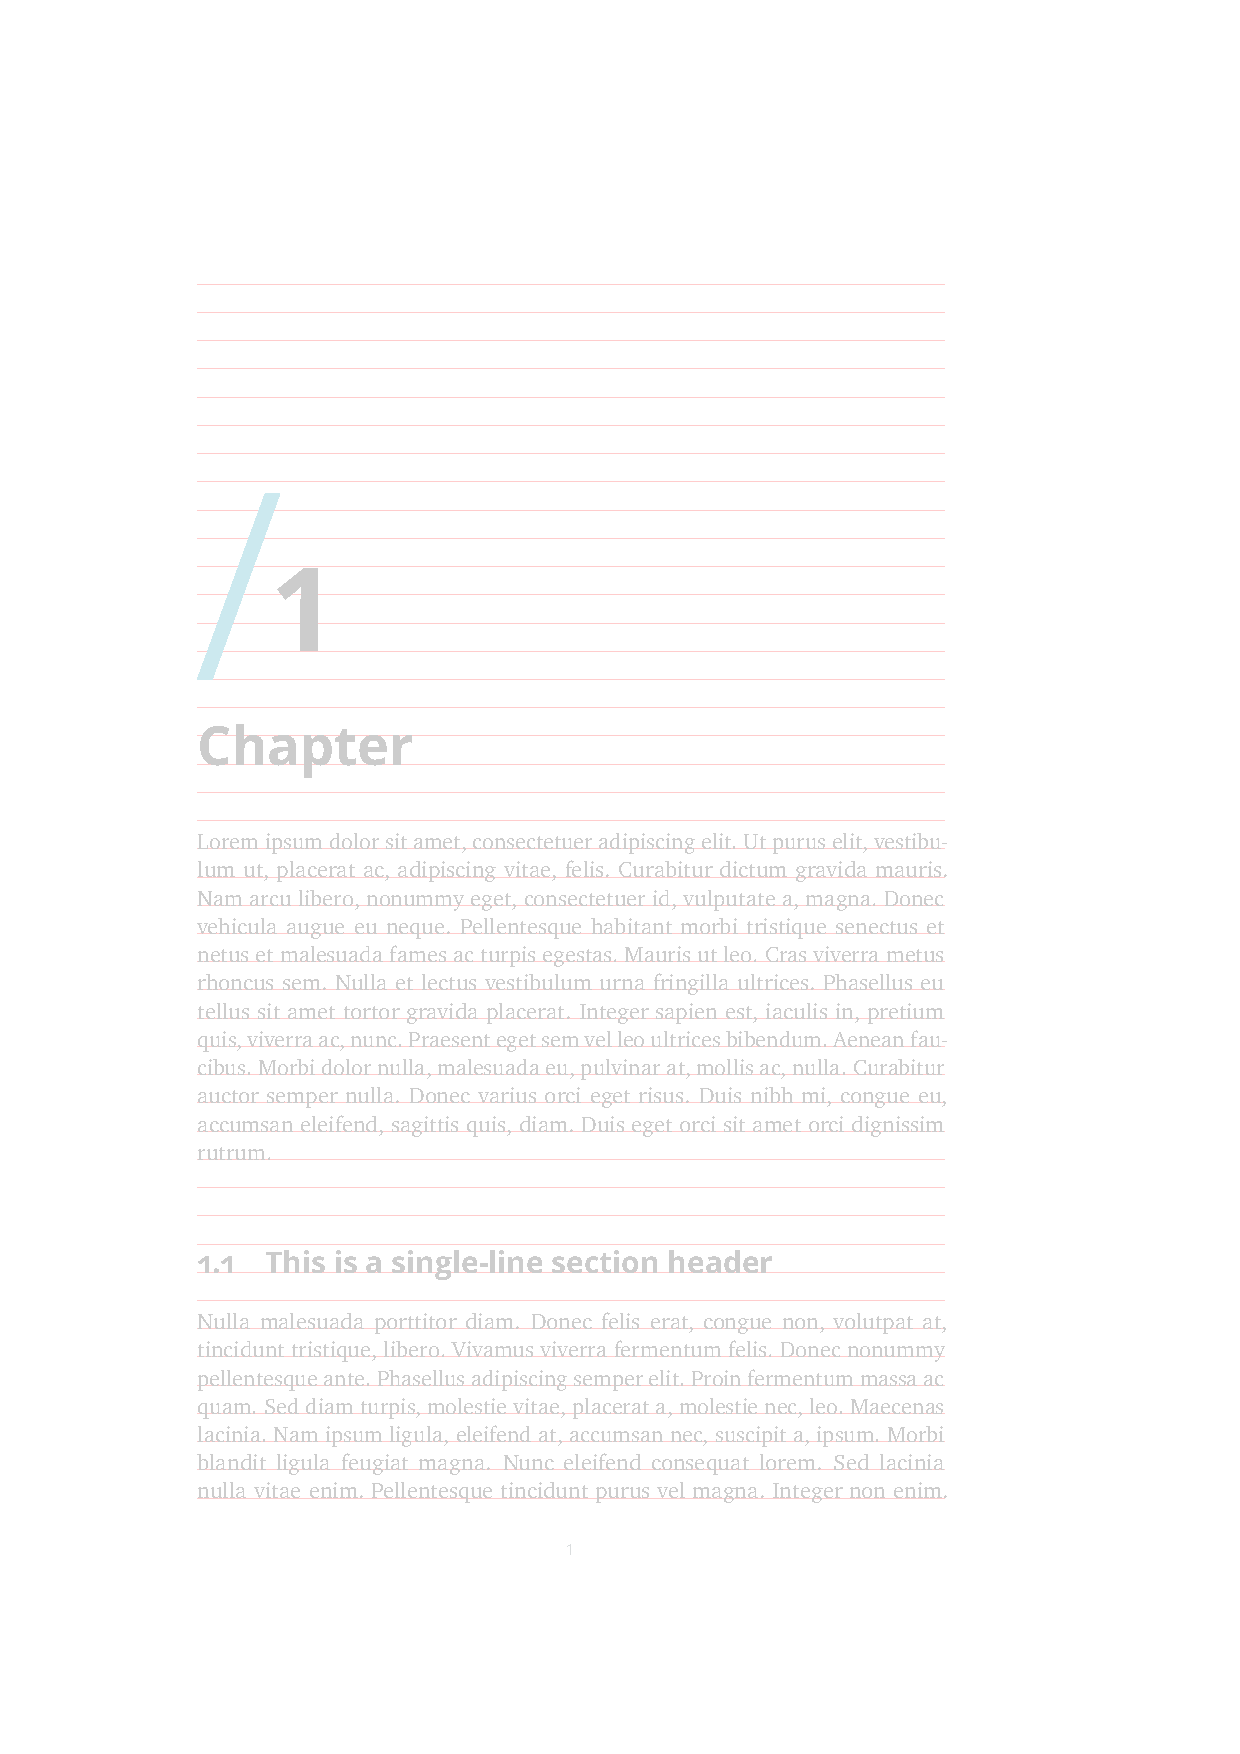 /1
Chapter
Lorem ipsum dolor sit amet, consectetuer adipiscing elit. Ut purus elit, vestibu-
lum ut, placerat ac, adipiscing vitae, felis. Curabitur dictum gravida mauris.
Nam arcu libero, nonummy eget, consectetuer id, vulputate a, magna. Donec
vehicula augue eu neque. Pellentesque habitant morbi tristique senectus et
netus et malesuada fames ac turpis egestas. Mauris ut leo. Cras viverra metus
rhoncus sem. Nulla et lectus vestibulum urna fringilla ultrices. Phasellus eu
tellus sit amet tortor gravida placerat. Integer sapien est, iaculis in, pretium
quis, viverra ac, nunc. Praesent eget sem vel leo ultrices bibendum. Aenean fau-
cibus. Morbi dolor nulla, malesuada eu, pulvinar at, mollis ac, nulla. Curabitur
auctor semper nulla. Donec varius orci eget risus. Duis nibh mi, congue eu,
accumsan eleifend, sagittis quis, diam. Duis eget orci sit amet orci dignissim
rutrum.
1.1 This is a single-line section header
Nulla malesuada porttitor diam. Donec felis erat, congue non, volutpat at,
tincidunt tristique, libero. Vivamus viverra fermentum felis. Donec nonummy
pellentesque ante. Phasellus adipiscing semper elit. Proin fermentum massa ac
quam. Sed diam turpis, molestie vitae, placerat a, molestie nec, leo. Maecenas
lacinia. Nam ipsum ligula, eleifend at, accumsan nec, suscipit a, ipsum. Morbi
blandit ligula feugiat magna. Nunc eleifend consequat lorem. Sed lacinia
nulla vitae enim. Pellentesque tincidunt purus vel magna. Integer non enim.
1